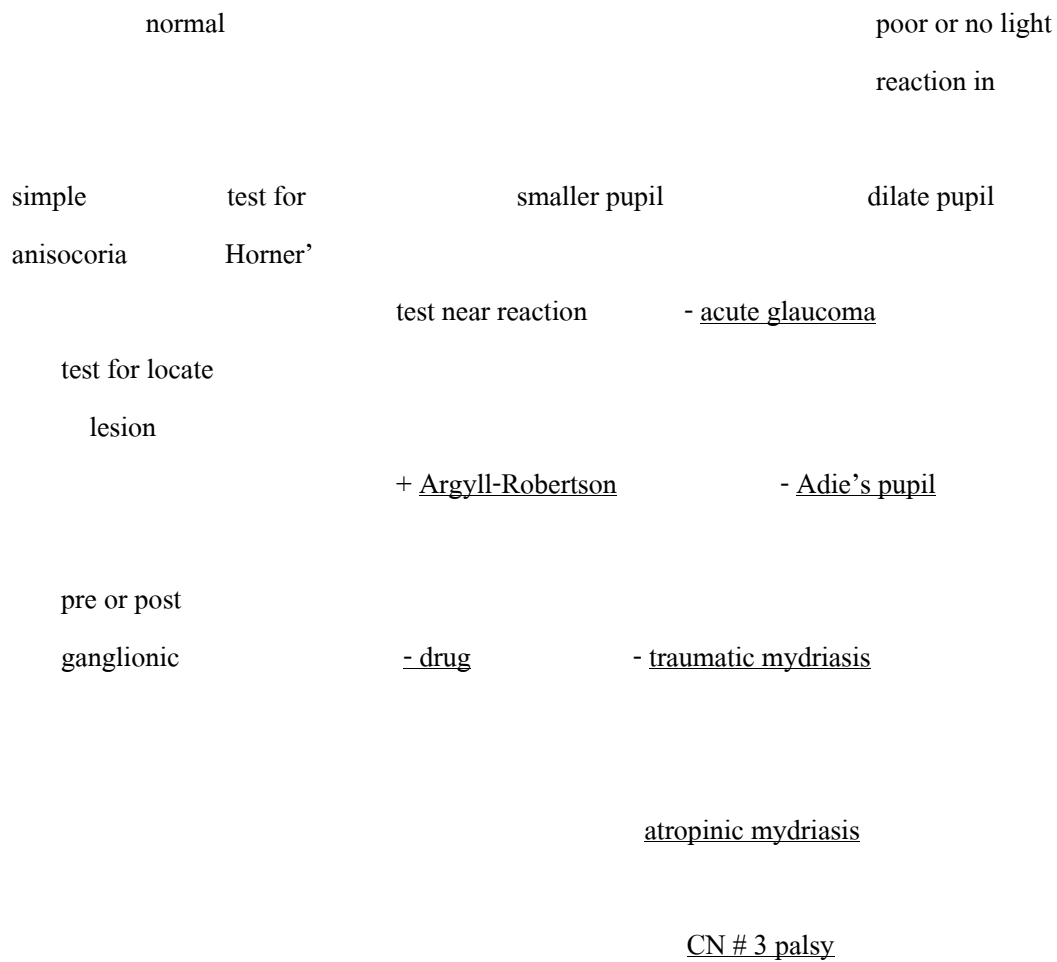 normal poor or no light
reaction in
simple test for smaller pupil dilate pupil
anisocoria Horner’
test near reaction - acute glaucoma
test for locate
lesion
+ Argyll-Robertson - Adie’s pupil
pre or post
ganglionic - drug - traumatic mydriasis
atropinic mydriasis
CN # 3 palsy